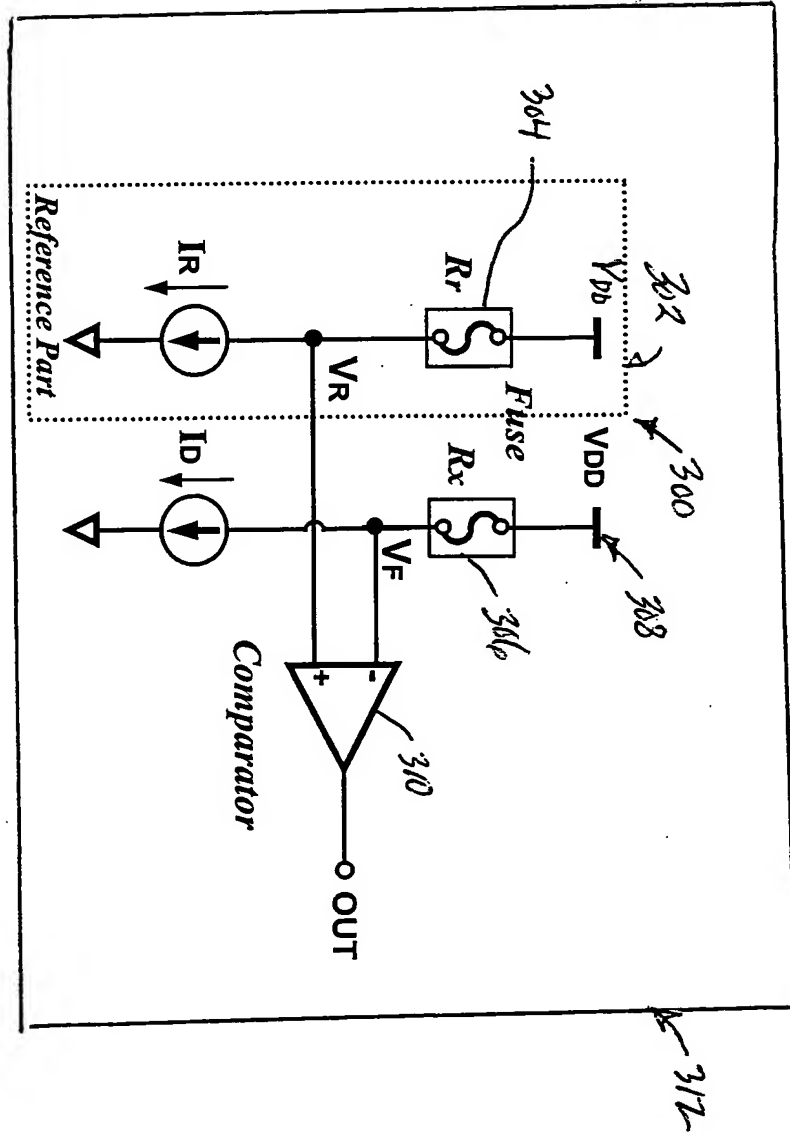 302
300
308
312
304
VDD
VDD
Rr
Fuse
Rx
306
VR
VF
-
+
310
OUT
IR
ID
Comparator
Reference Part